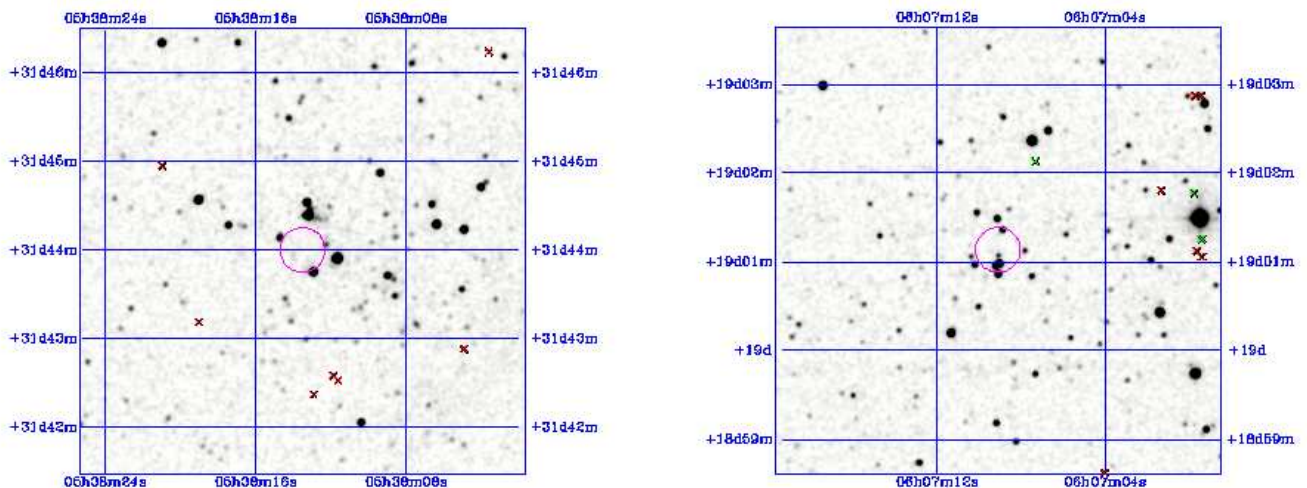 05h38m24s 05h38m16s 05h38m08s
+31d46m +31d46m
+31d45m +31d45m
+31d44m +31d44m
+31d43m +31d43m
+31d42m +31d42m
05h38m24s 05h38m16s 05h38m08s
06h07m12s 06h07m04s
+19d03m +19d03m
+19d02m +19d02m
+19d01m +19d01m
+19d +19d
+18d59m +18d59m
06h07m12s 06h07m04s